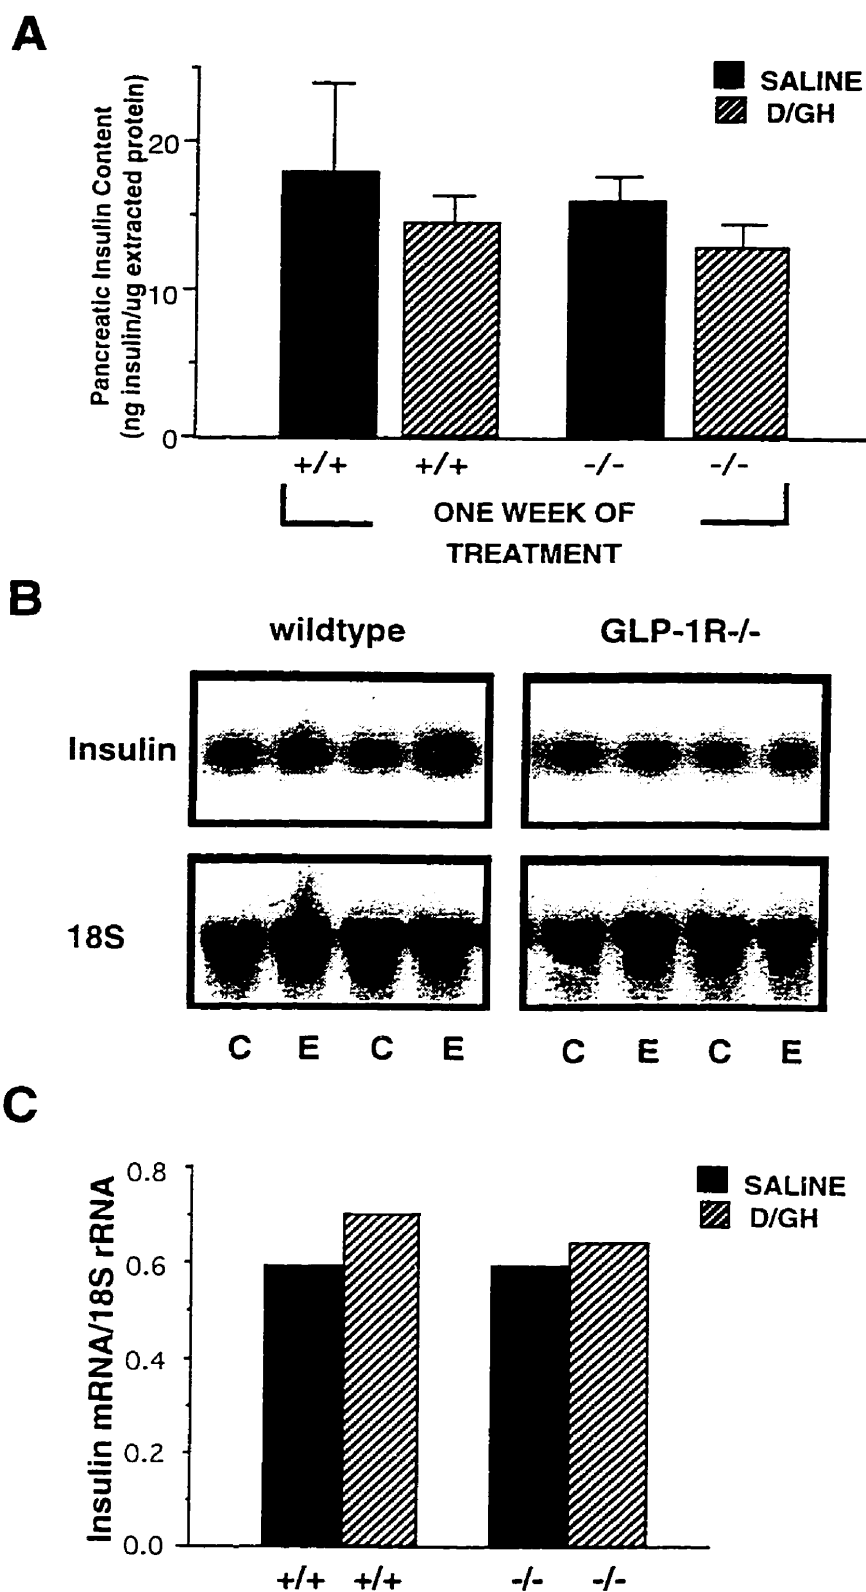 A
Pancreatic Insulin Content
(ng insulin/ug extracted protein)
20
10
0
SALINE
D/GH
+/+ +/+ -/- -/-
ONE WEEK OF
TREATMENT
B
wildtype GLP-1R-/-
Insulin
18S
C E C E C E C E
C
Insulin mRNA/18S rRNA
0.8
0.6
0.4
0.2
0.0
SALINE
D/GH
+/+ +/+ -/- -/-